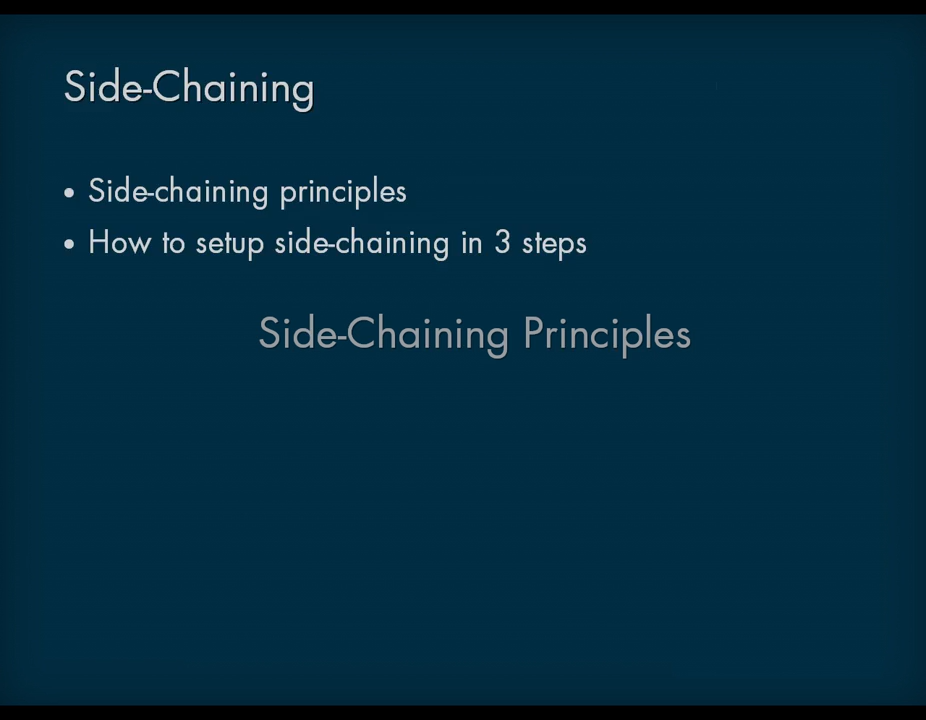 Side-Chaining
• Side-chaining principles
• How to setup side-chaining in 3 steps
Side-Chaining Principles